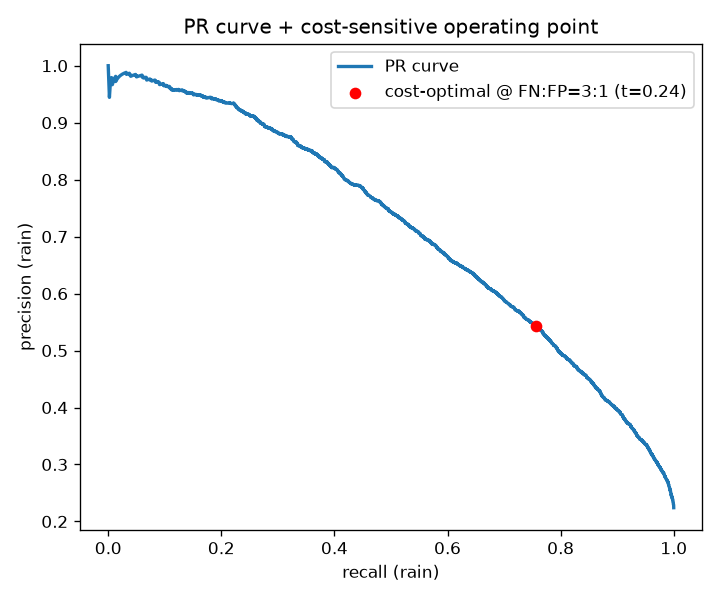 PR curve + cost-sensitive operating point
PR curve
cost-optimal @ FN:FP=3:1 (t=0.24)
precision (rain)
1.0
0.9
0.8
0.7
0.6
0.5
0.4
0.3
0.2
0.0 0.2 0.4 0.6 0.8 1.0
recall (rain)